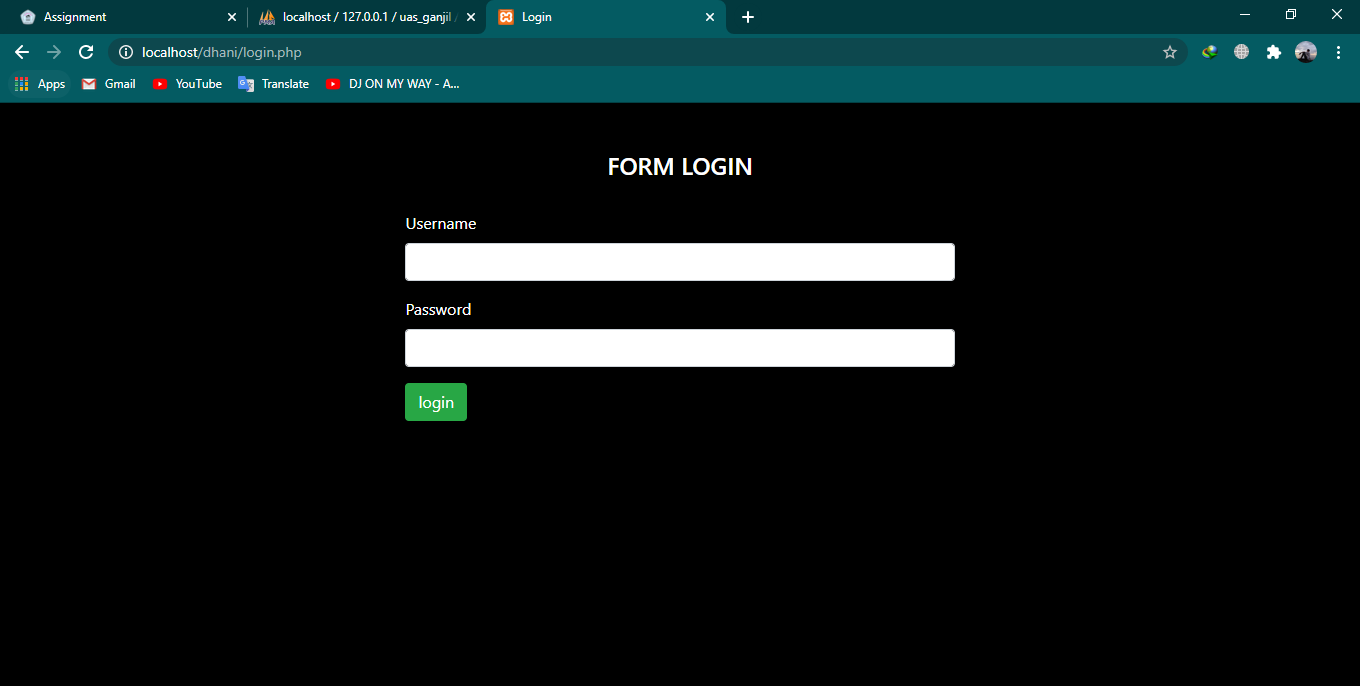 Assignment
localhost / 127.0.0.1 / uas_ganjil
Login
localhost/dhani/login.php
Apps
Gmail
YouTube
Translate
DJ ON MY WAY - A...
FORM LOGIN
Username
Password
login